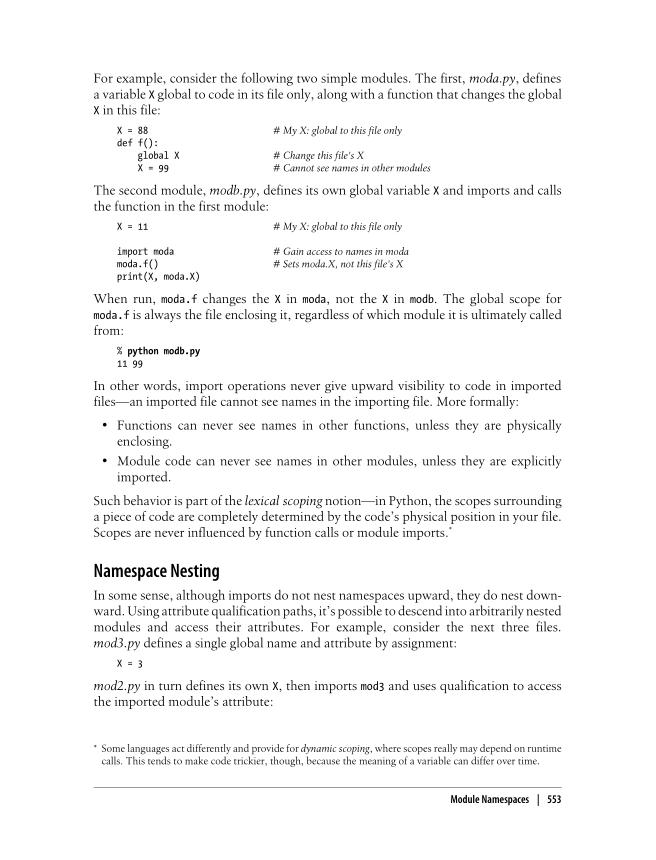 For example, consider the following two simple modules. The first, moda.py, defines
a variable X global to code in its file only, along with a function that changes the global
X in this file:
X = 88 # My X: global to this file only
def f():
global X # Change this file's X
X = 99 # Cannot see names in other modules
The second module, modb.py, defines its own global variable X and imports and calls
the function in the first module:
X = 11 # My X: global to this file only
import moda # Gain access to names in moda
moda.f() # Sets moda.X, not this file's X
print(X, moda.X)
When run, moda.f changes the X in moda, not the X in modb. The global scope for
moda.f is always the file enclosing it, regardless of which module it is ultimately called
from:
% python modb.py
11 99
In other words, import operations never give upward visibility to code in imported
files—an imported file cannot see names in the importing file. More formally:
• Functions can never see names in other functions, unless they are physically
enclosing.
• Module code can never see names in other modules, unless they are explicitly
imported.
Such behavior is part of the lexical scoping notion—in Python, the scopes surrounding
a piece of code are completely determined by the code's physical position in your file.
Scopes are never influenced by function calls or module imports.*
Namespace Nesting
In some sense, although imports do not nest namespaces upward, they do nest down-
ward. Using attribute qualification paths, it's possible to descend into arbitrarily nested
modules and access their attributes. For example, consider the next three files.
mod3.py defines a single global name and attribute by assignment:
X = 3
mod2.py in turn defines its own X, then imports mod3 and uses qualification to access
the imported module's attribute:
* Some languages act differently and provide for dynamic scoping, where scopes really may depend on runtime
calls. This tends to make code trickier, though, because the meaning of a variable can differ over time.
Module Namespaces | 553